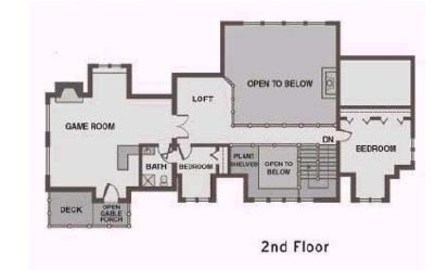 OPEN TO BELOW
LOFT
GAME ROOM
DN
BATH
BEDROOM
PLANT
SHELVES
OPEN TO
BELOW
BEDROOM
DECK
OPEN
GABLE
PORCH
2nd Floor